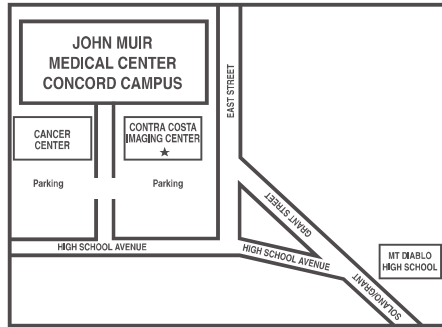 JOHN MUIR
MEDICAL CENTER
CONCORD CAMPUS
EAST STREET
CANCER
CENTER
CONTRA COSTA
IMAGING CENTER
★
Parking
Parking
GRANT STREET
HIGH SCHOOL AVENUE
HIGH SCHOOL AVENUE
MT DIABLO
HIGH SCHOOL
SOLANO/GRANT